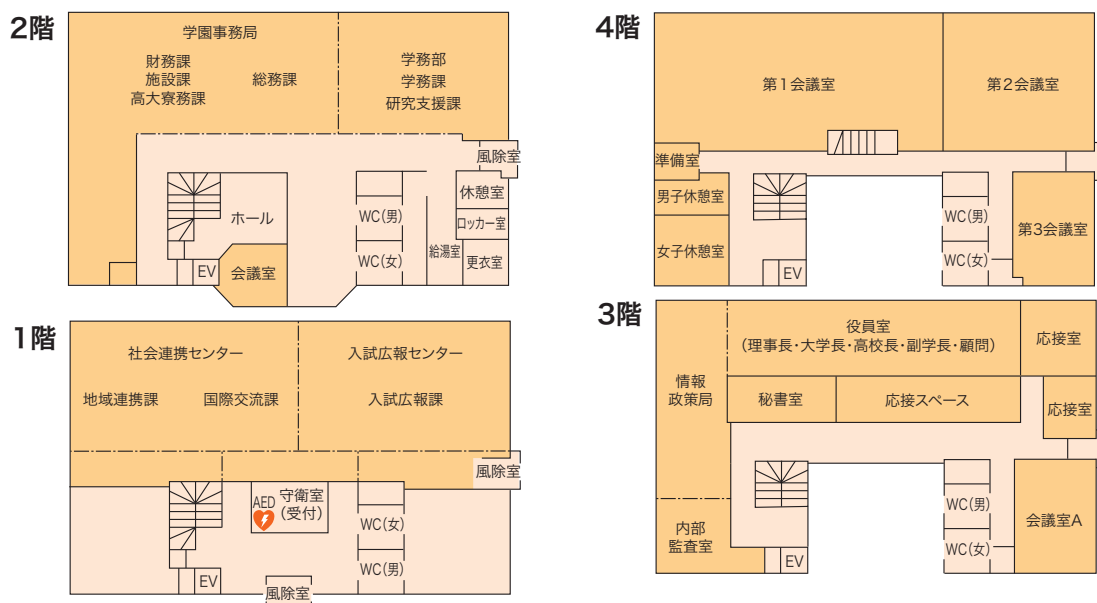 2階
学園事務局
財務課
施設課
高大寮務課
総務課
学務部
学務課
研究支援課
風除室
休憩室
ロッカー室
ホール
WC(男)
WC(女)
給湯室
更衣室
EV
会議室
1階
社会連携センター
入試広報センター
地域連携課
国際交流課
入試広報課
風除室
AED
守衛室
(受付)
WC(女)
WC(男)
EV
風除室
4階
第1会議室
第2会議室
準備室
男子休憩室
女子休憩室
WC(男)
WC(女)
第3会議室
EV
3階
役員室
(理事長・大学長・高校長・副学長・顧問)
応接室
情報
政策局
秘書室
応接スペース
応接室
WC(男)
WC(女)
会議室A
内部
監査室
EV